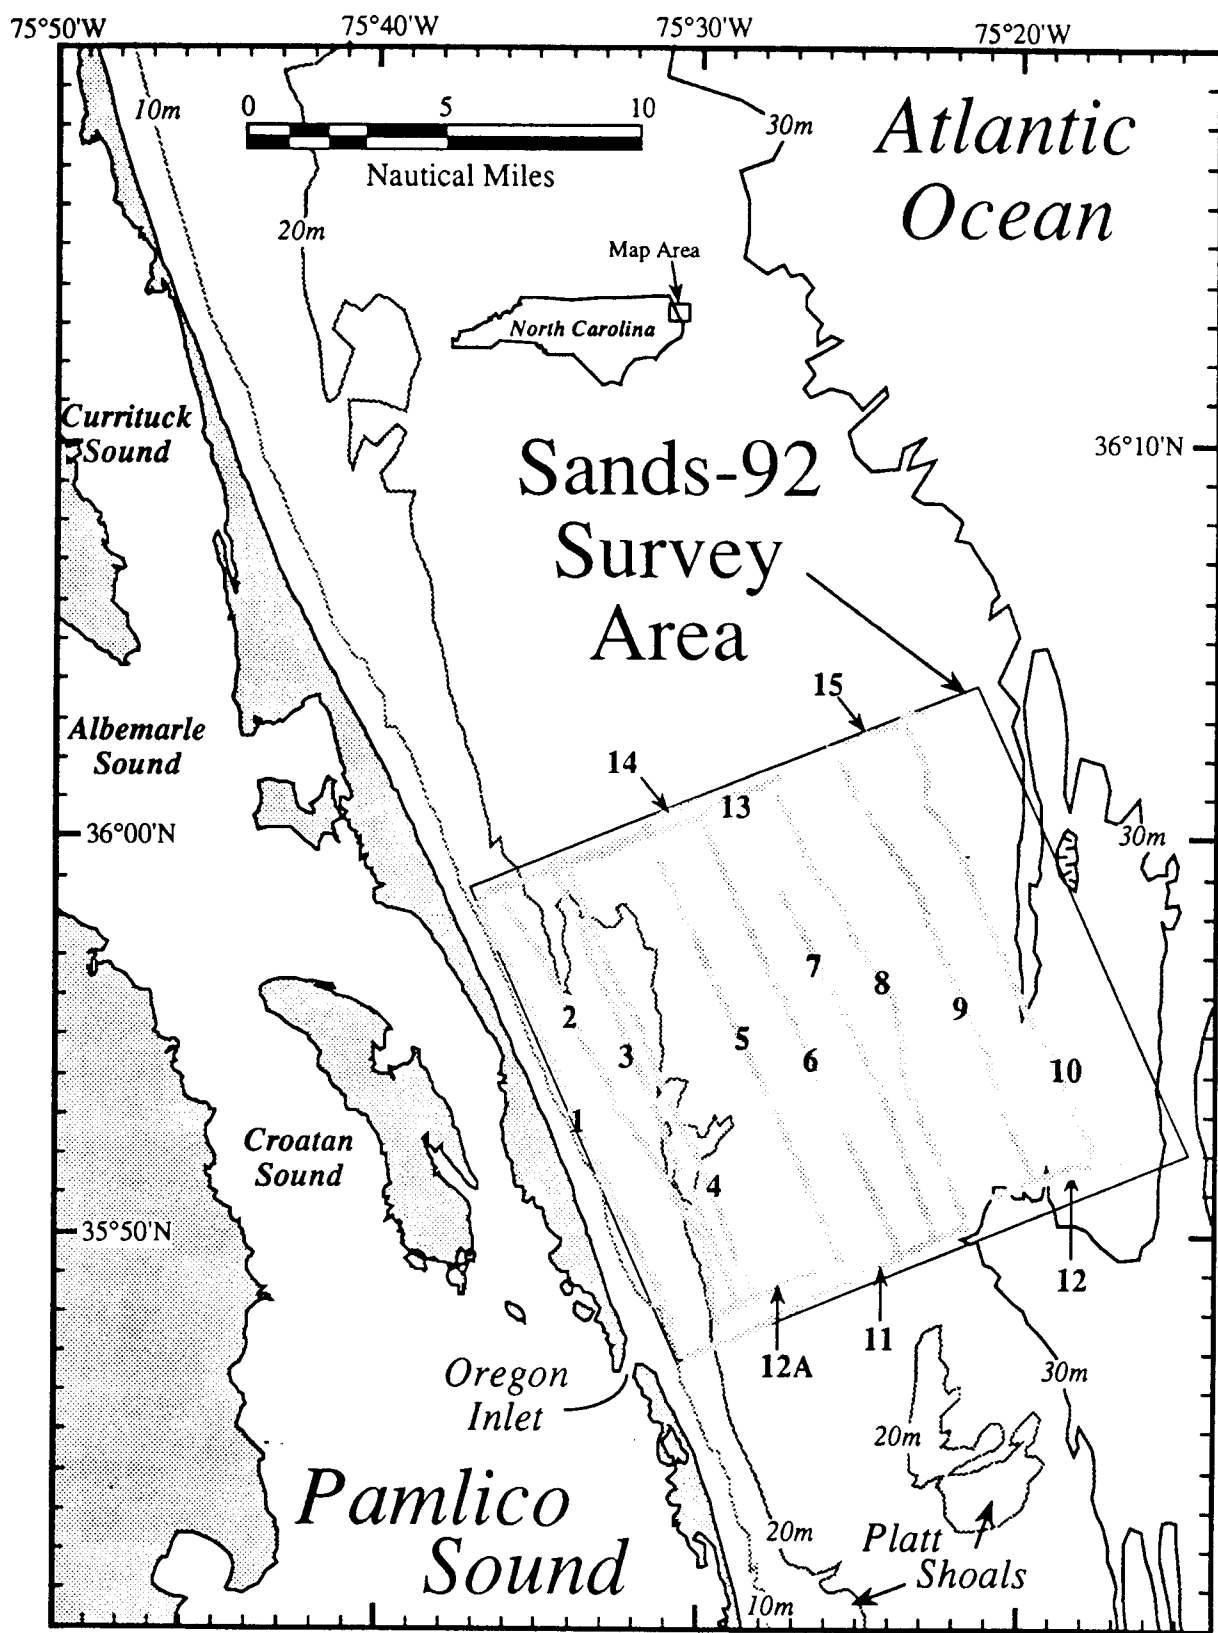 75°50'W
75°40'W
75°30'W
75°20'W
10m
0 5 10
Nautical Miles
30m
Atlantic
Ocean
20m
Map Area
North Carolina
Currituck
Sound
36°10'N
Sands-92
Survey
Area
15
Albemarle
Sound
14
13
36°00'N
30m
7
8
2
9
5
3
6
10
1
Croatan
Sound
4
35°50'N
12
11
12A
Oregon
Inlet
30m
20m
Pamlico
Sound
20m
Platt
Shoals
10m